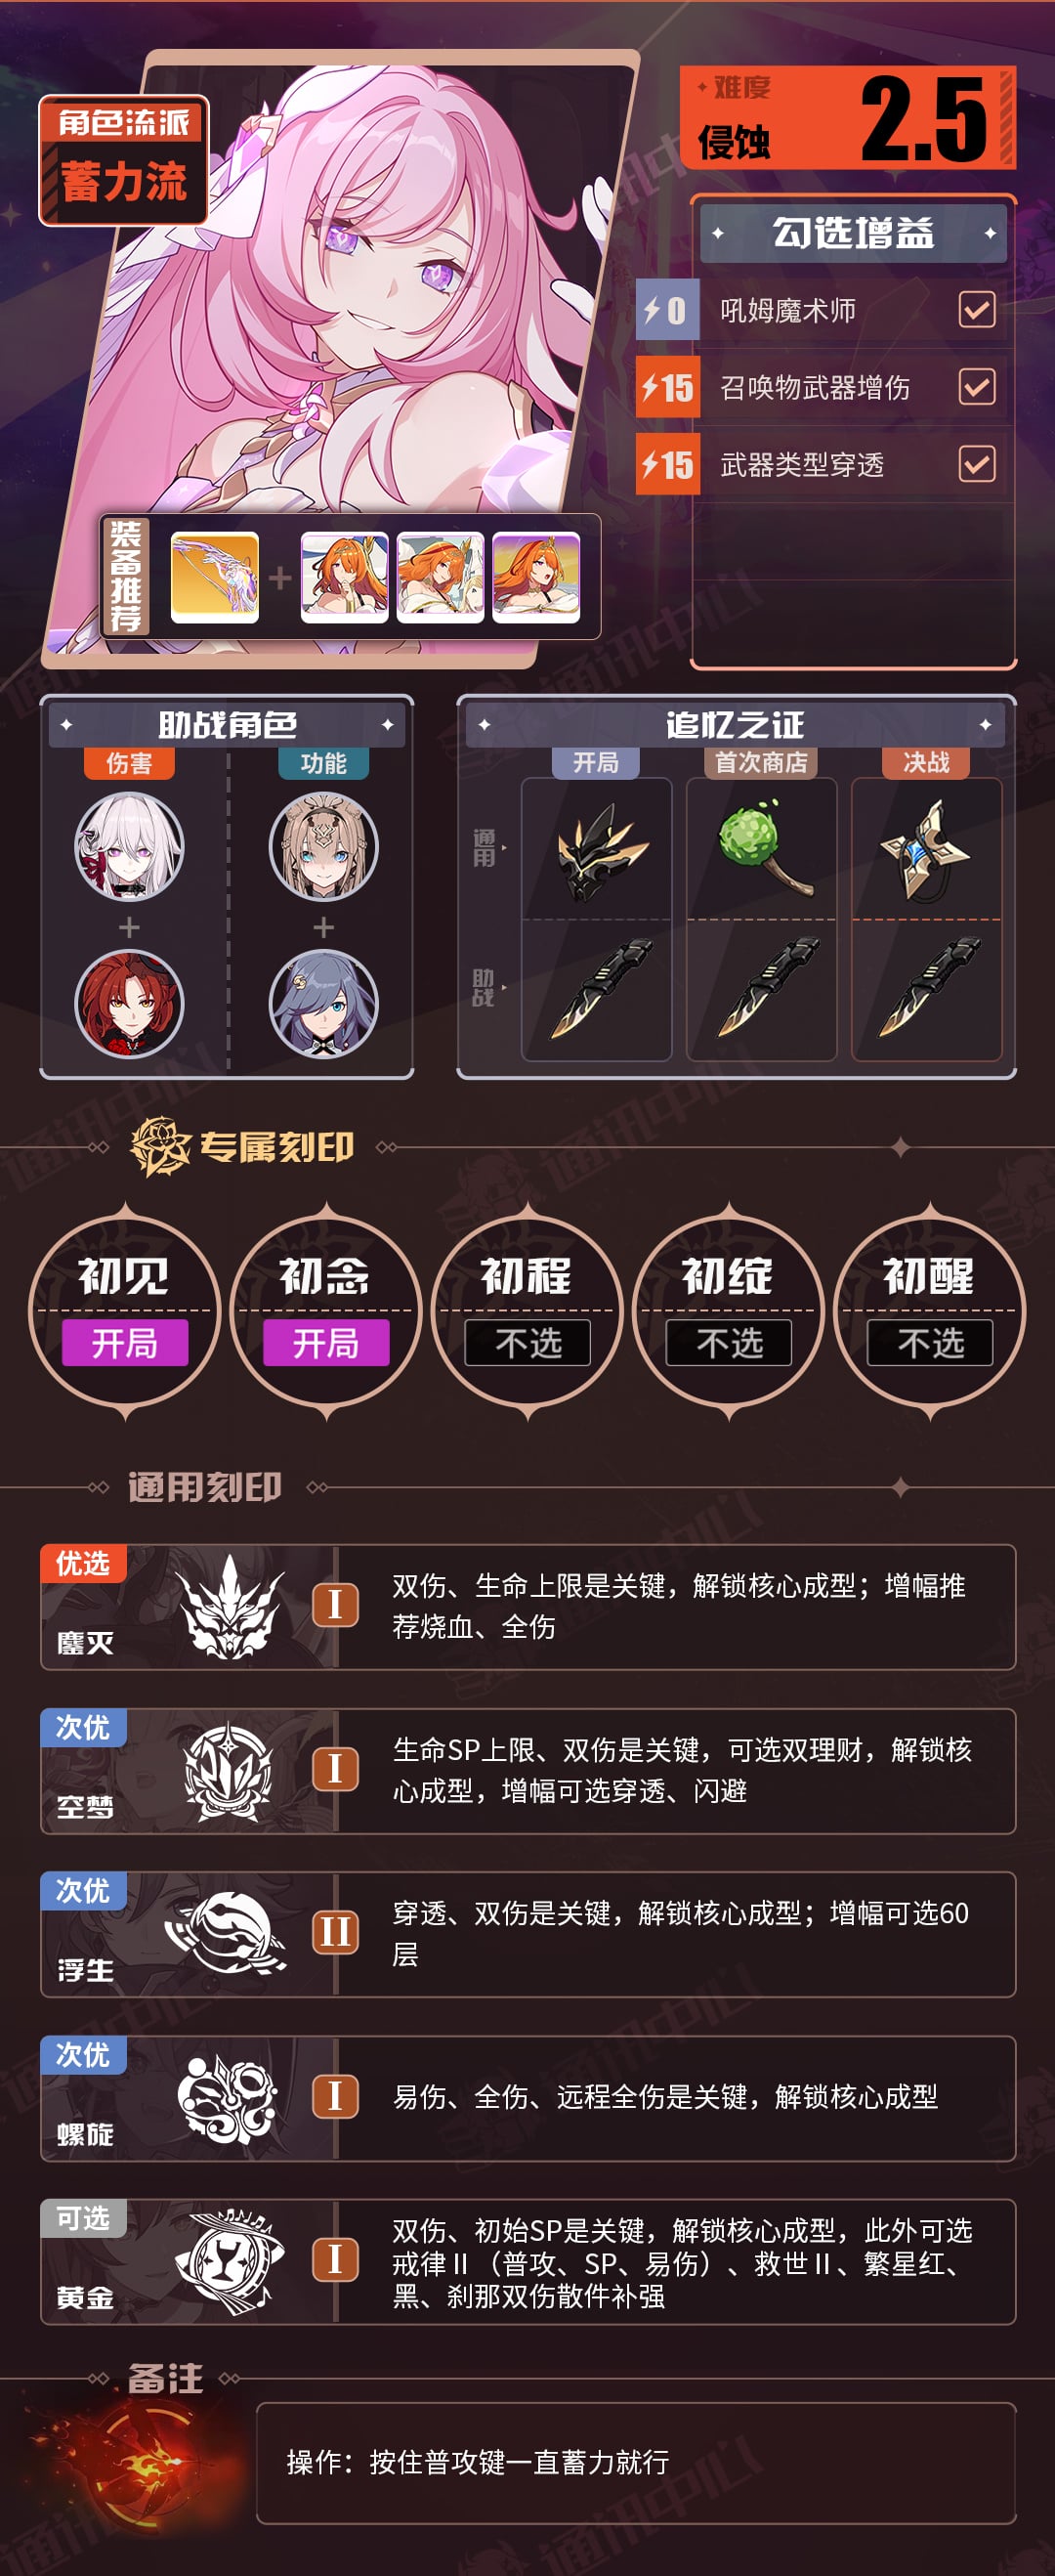 角色流派
蓄力流
难度
侵蚀
2.5
勾选增益
0
吼姆魔术师
15
召唤物武器增伤
15
武器类型穿透
装备推荐
助战角色
伤害
功能
追忆之证
开局
首次商店
决战
通用
助战
专属刻印
初见
开局
初念
开局
初程
不选
初绽
不选
初醒
不选
通用刻印
优选
鏖灭
I
双伤、生命上限是关键，解锁核心成型；增幅推
荐烧血、全伤
次优
空梦
I
生命SP上限、双伤是关键，可选双理财，解锁核
心成型，增幅可选穿透、闪避
次优
浮生
II
穿透、双伤是关键，解锁核心成型；增幅可选60
层
次优
螺旋
I
易伤、全伤、远程全伤是关键，解锁核心成型
可选
黄金
I
双伤、初始SP是关键，解锁核心成型，此外可选
戒律Ⅱ（普攻、SP、易伤）、救世Ⅱ、繁星红、
黑、刹那双伤散件补强
备注
操作：按住普攻键一直蓄力就行
通讯中心